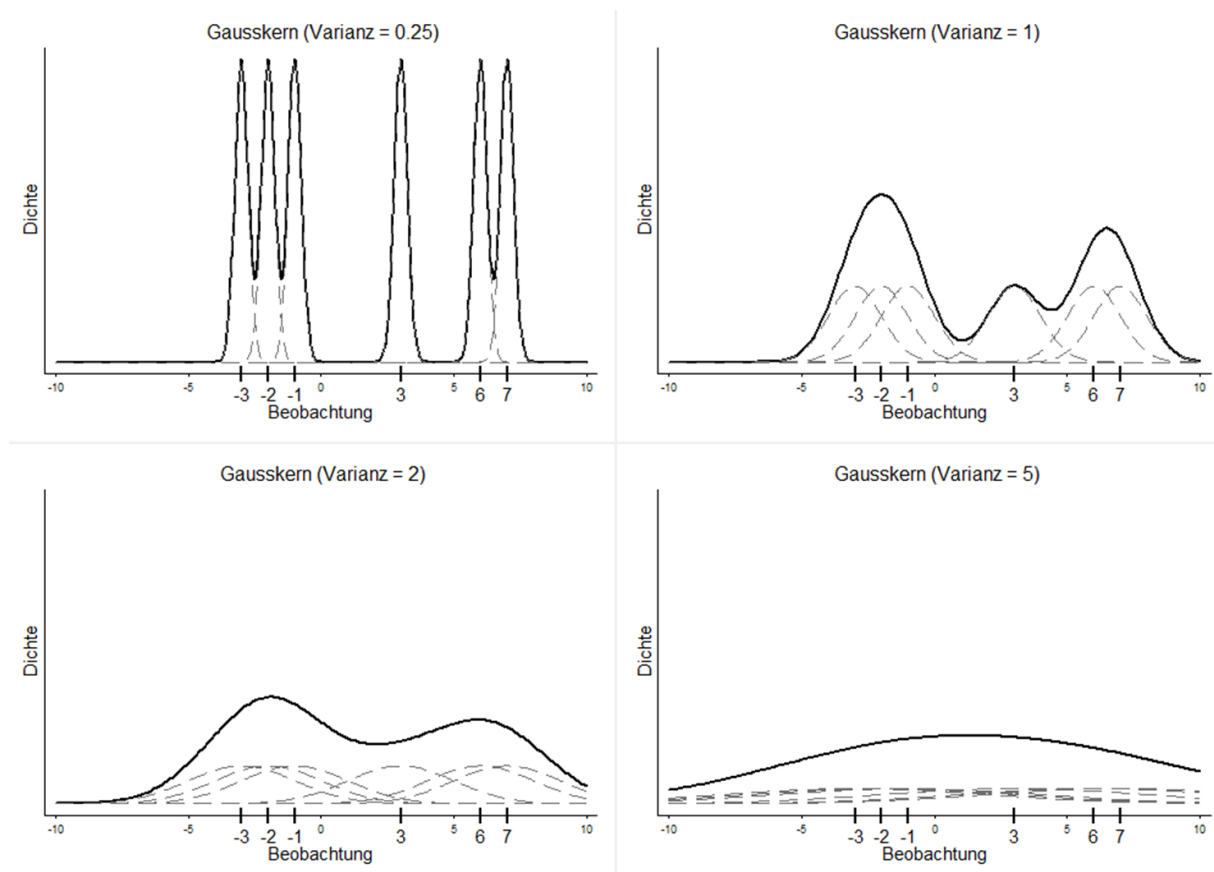 Gausskern (Varianz = 0.25)
Dichte
-10 -5 0 5 10
-3 -2 -1 3 6 7
Beobachtung
Gausskern (Varianz = 1)
Dichte
-10 -5 0 5 10
-3 -2 -1 3 6 7
Beobachtung
Gausskern (Varianz = 2)
Dichte
-10 -5 0 5 10
-3 -2 -1 3 6 7
Beobachtung
Gausskern (Varianz = 5)
Dichte
-10 -5 0 5 10
-3 -2 -1 3 6 7
Beobachtung